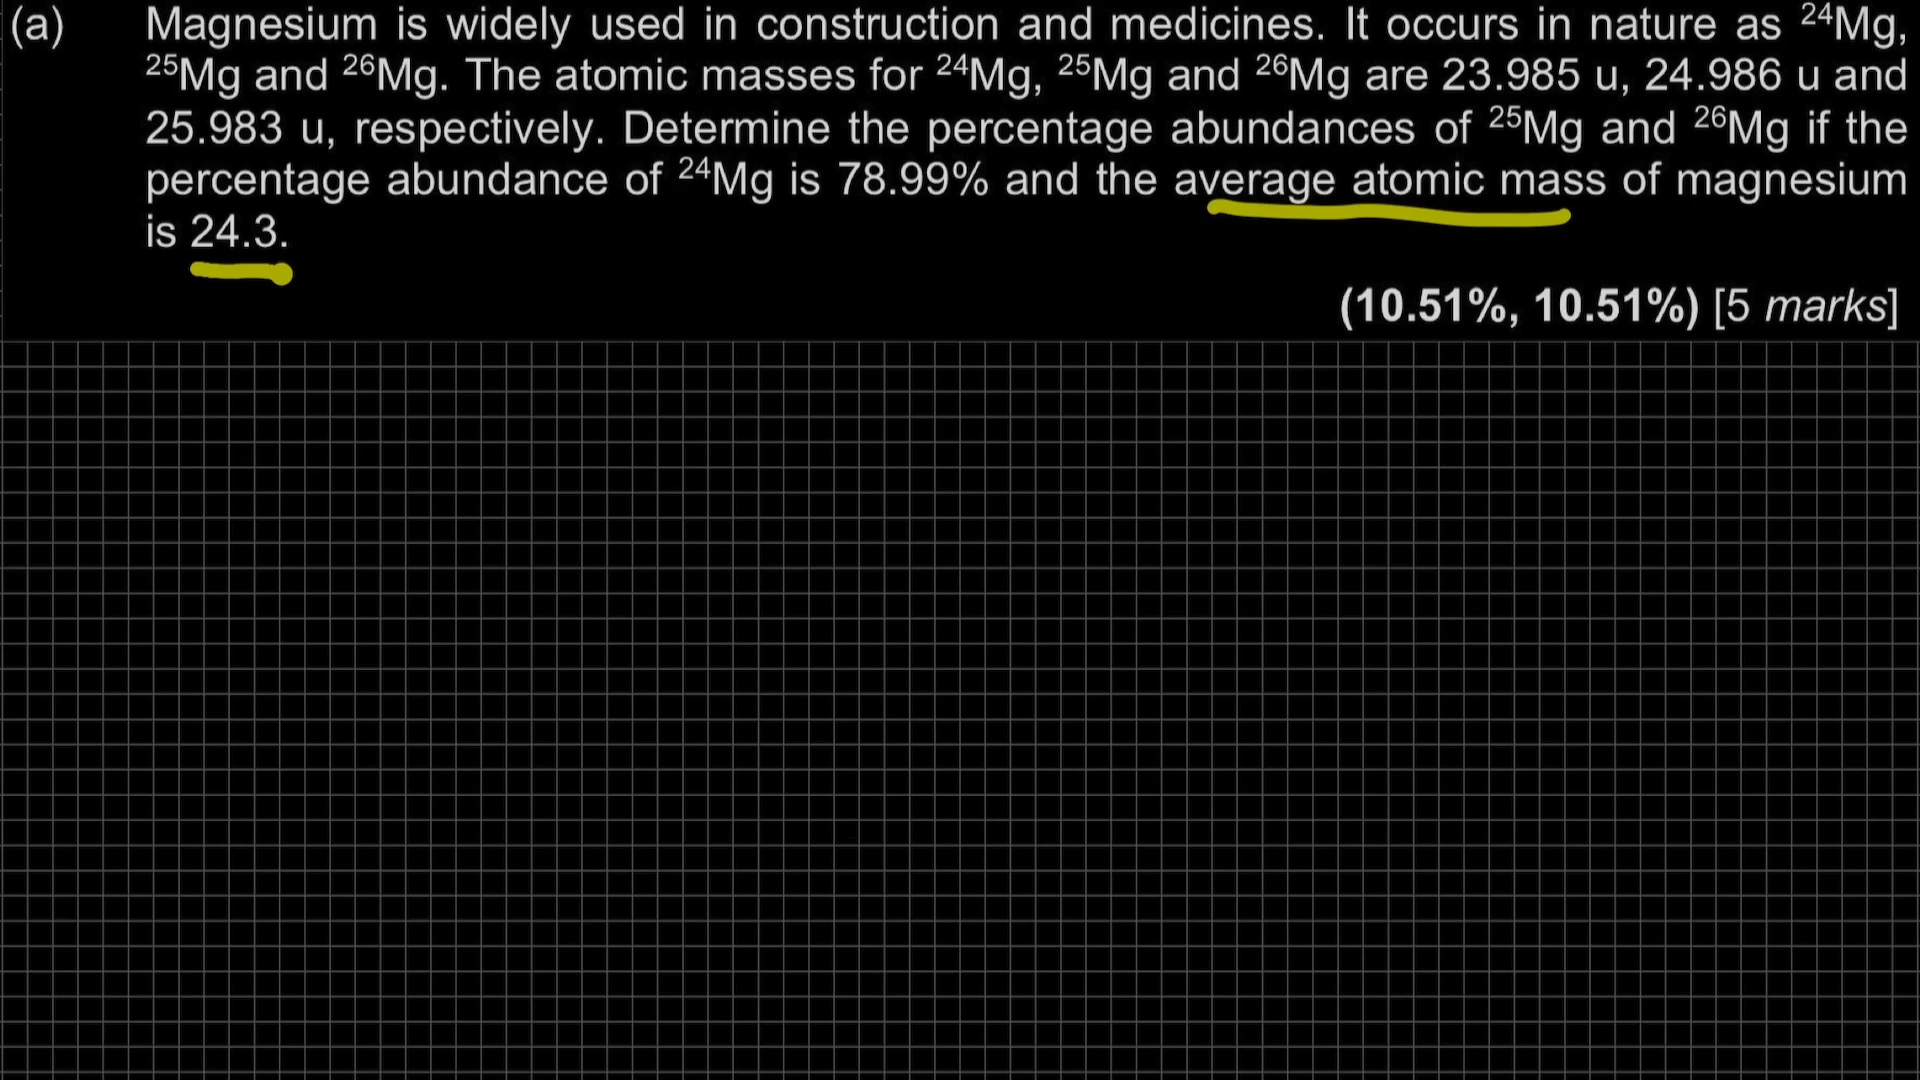 (a) Magnesium is widely used in construction and medicines. It occurs in nature as ²⁴Mg,
²⁵Mg and ²⁶Mg. The atomic masses for ²⁴Mg, ²⁵Mg and ²⁶Mg are 23.985 u, 24.986 u and
25.983 u, respectively. Determine the percentage abundances of ²⁵Mg and ²⁶Mg if the
percentage abundance of ²⁴Mg is 78.99% and the average atomic mass of magnesium
is 24.3.
(10.51%, 10.51%) [5 marks]